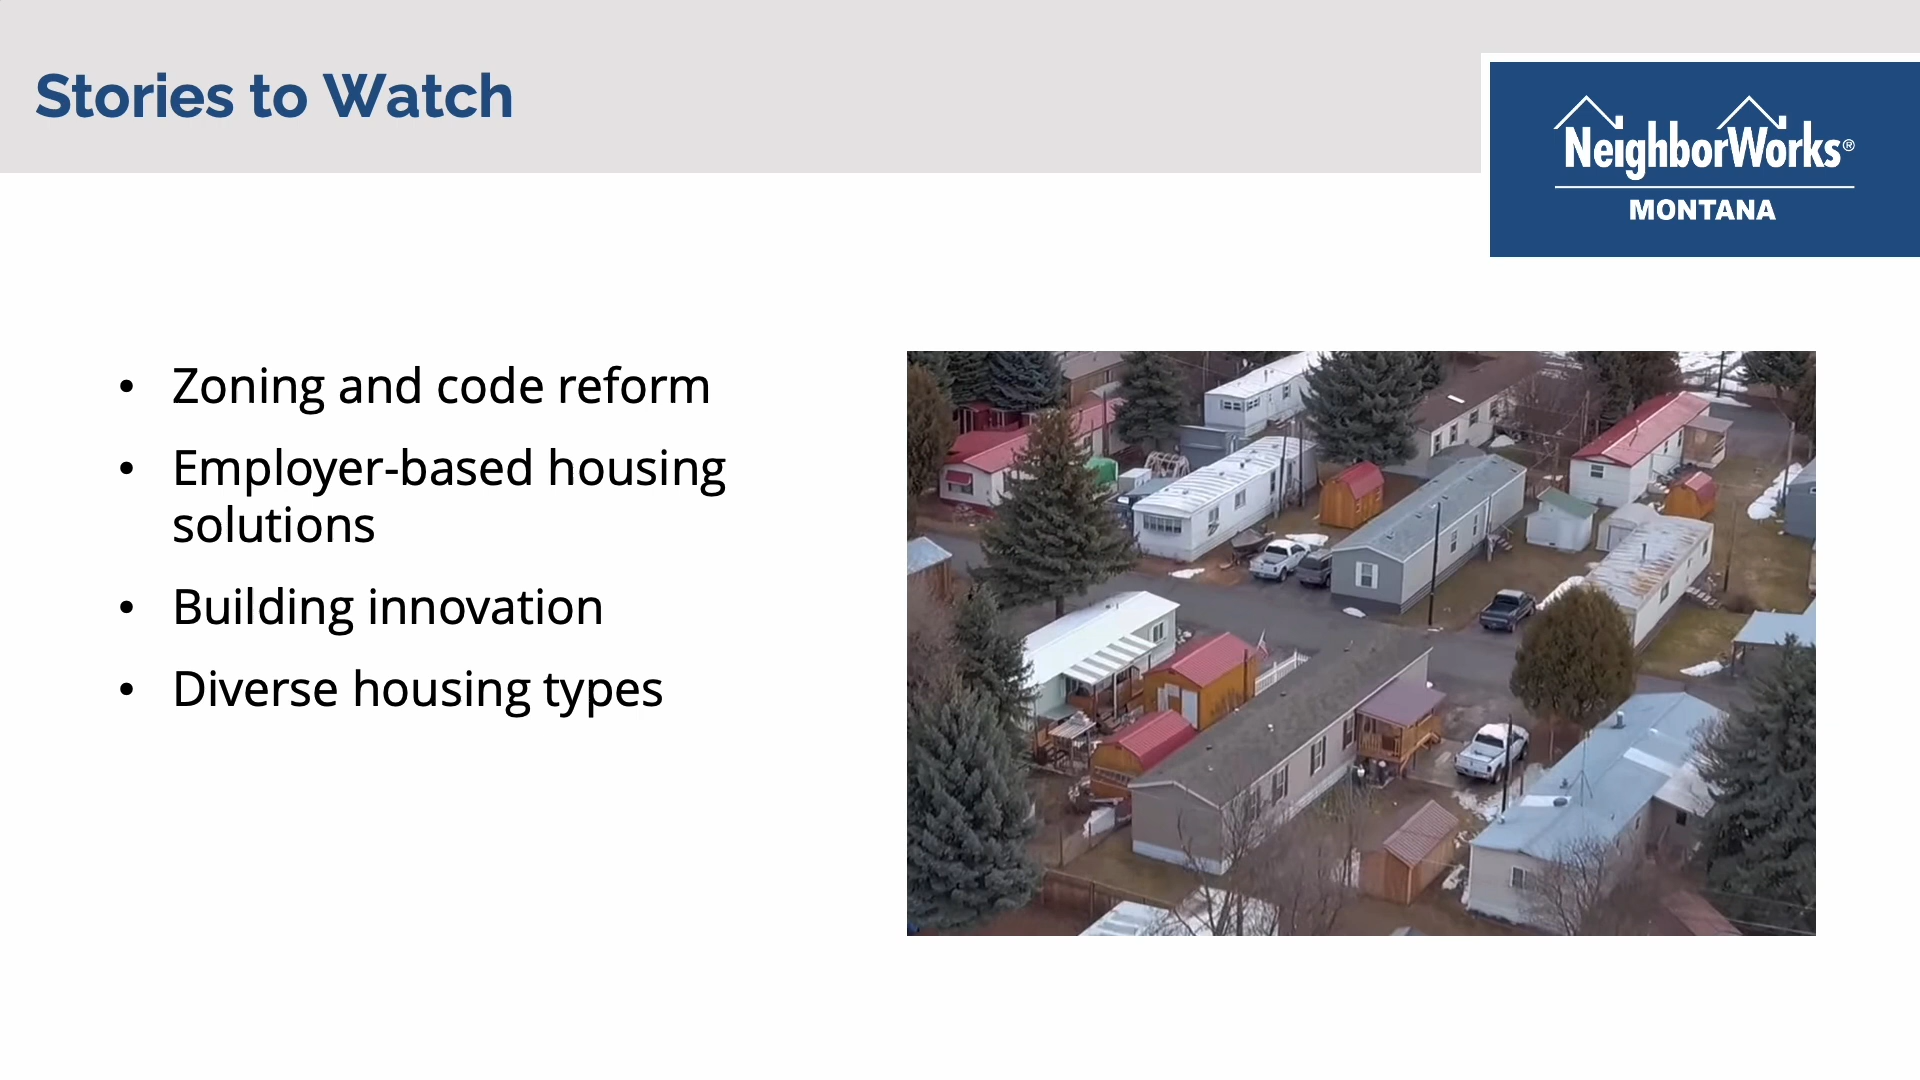 Stories to Watch
NeighborWorks®
MONTANA
• Zoning and code reform
• Employer-based housing
solutions
• Building innovation
• Diverse housing types